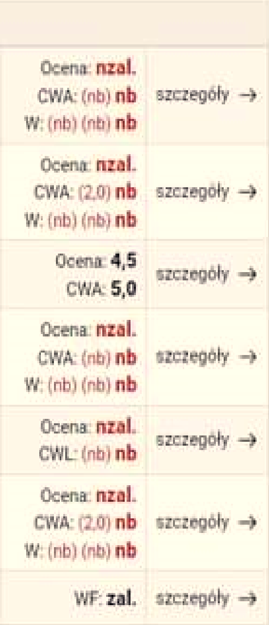 Ocena: nzal.
CWA: (nb) nb
W: (nb) (nb) nb
szczegóły →
Ocena: nzal.
CWA: (2,0) nb
W: (nb) (nb) nb
szczegóły →
Ocena: 4,5
CWA: 5,0
szczegóły →
Ocena: nzal.
CWA: (nb) nb
W: (nb) (nb) nb
szczegóły →
Ocena: nzal.
CWL: (nb) nb
szczegóły →
Ocena: nzal.
CWA: (2,0) nb
W: (nb) (nb) nb
szczegóły →
WF: zal.
szczegóły →